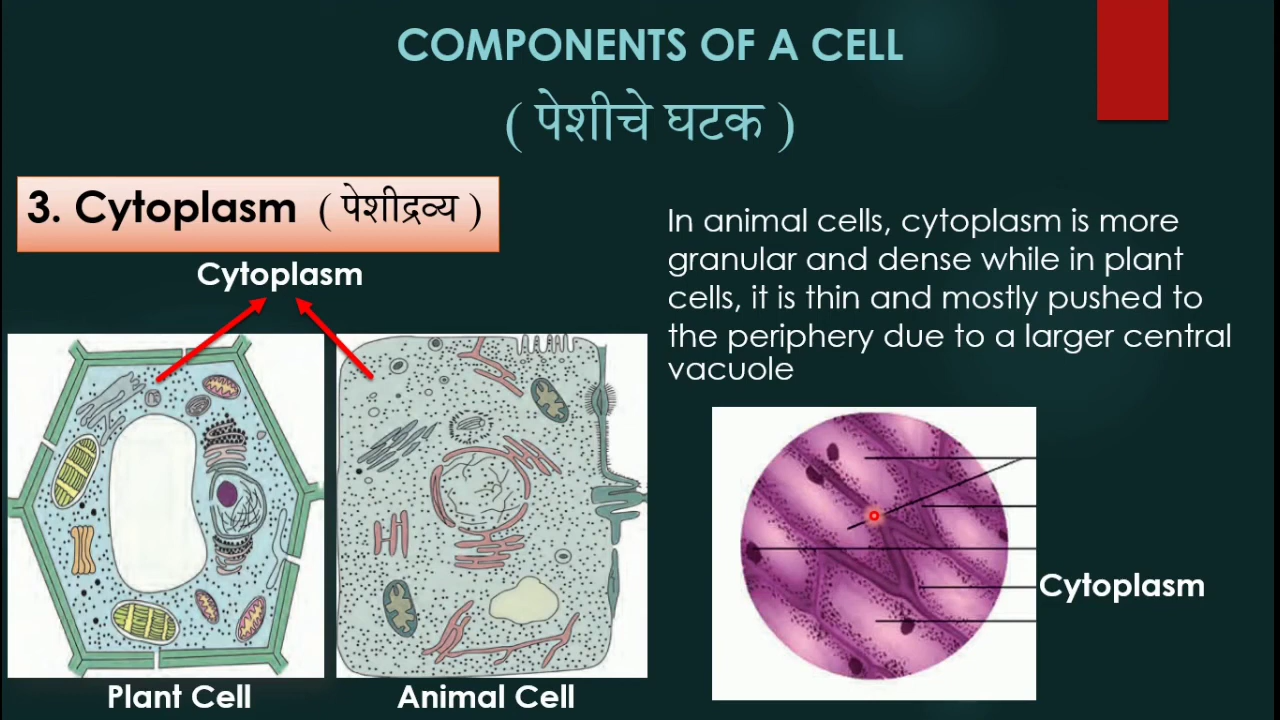 COMPONENTS OF A CELL
( पेशीचे घटक )
3. Cytoplasm ( पेशीद्रव्य )
Cytoplasm
In animal cells, cytoplasm is more
granular and dense while in plant
cells, it is thin and mostly pushed to
the periphery due to a larger central
vacuole
Cytoplasm
Plant Cell
Animal Cell